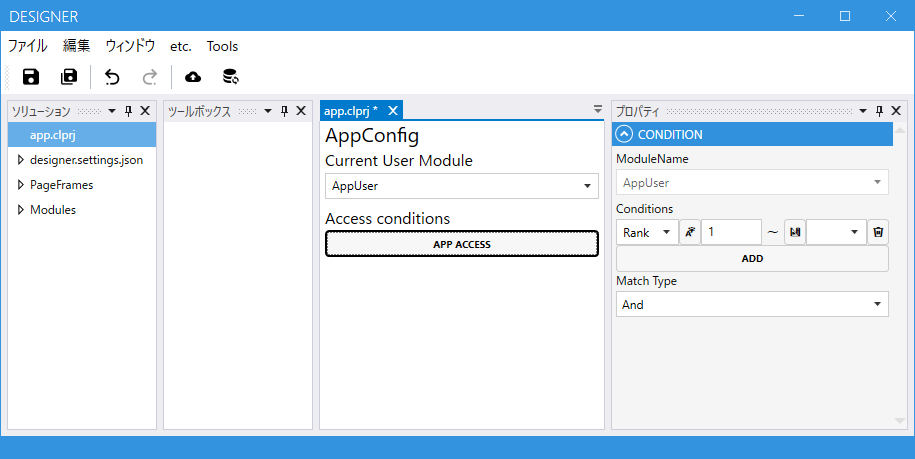 DESIGNER
ファイル 編集 ウィンドウ etc. Tools
ソリューション
app.clprj
designer.settings.json
PageFrames
Modules
ツールボックス
app.clprj *
AppConfig
Current User Module
AppUser
Access conditions
APP ACCESS
プロパティ
CONDITION
ModuleName
AppUser
Conditions
Rank 1 ~
ADD
Match Type
And